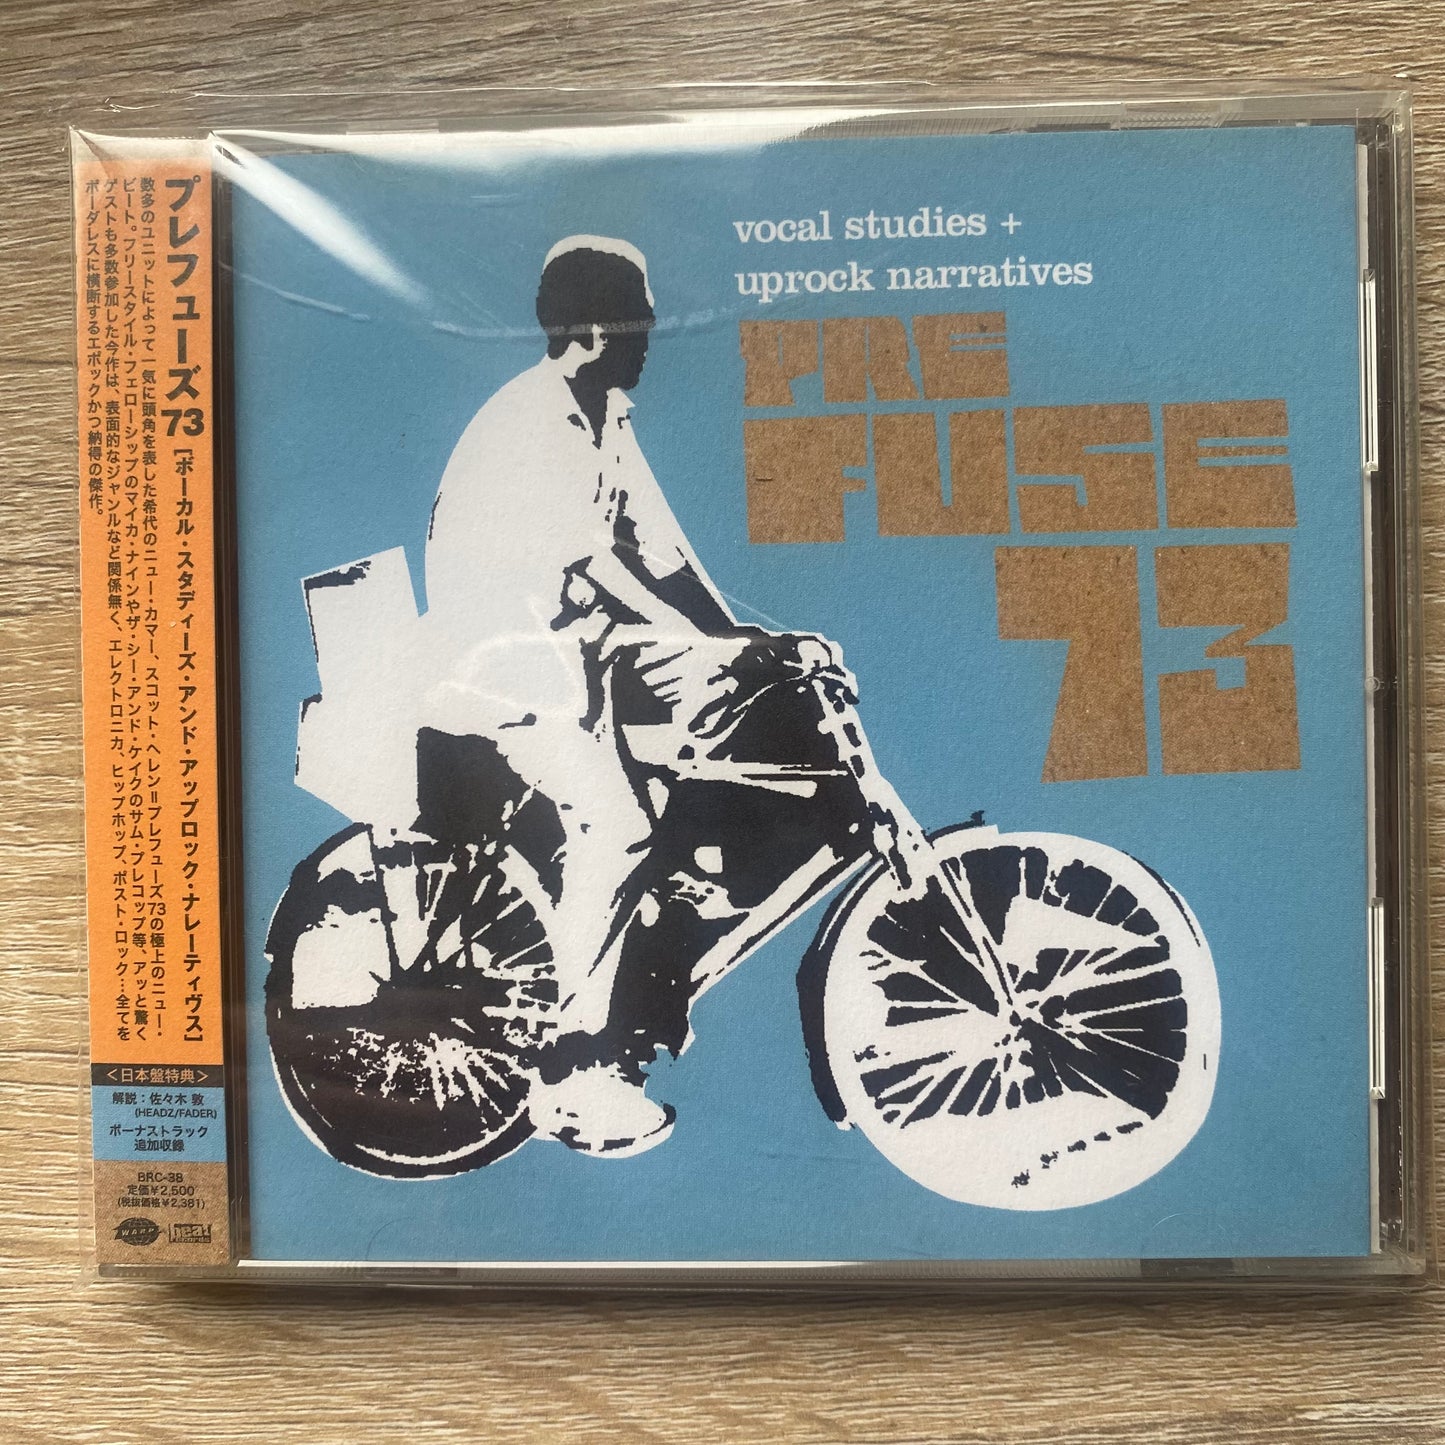 プレフューズ73 [ボーカル・スタディーズ・アンド・アップロック・ナレーティヴス]
数多のユニットによって一気に頭角を表した希代のニュー・カマー、スコット・ヘレン=プレフューズ73の極上のニュー・
ビート。フリースタイル・フェローシップのマイカ・ナインやザ・シー・アンド・ケイクのサム・プレコップ等、アッと驚く
ゲストも多数参加した今作は、表面的なジャンルなど関係無く、エレクトロニカ、ヒップホップ、ポスト・ロック…全てを
ボーダレスに横断するエポックかつ納得の傑作。
<日本盤特典>
解説：佐々木 敦
(HEADZ/FADER)
ボーナストラック
追加収録
BRC-38
定価¥2,500
(税抜価格¥2,381)
WARP
beat
RECORDS
vocal studies +
uprock narratives
PRE
FUSE
73